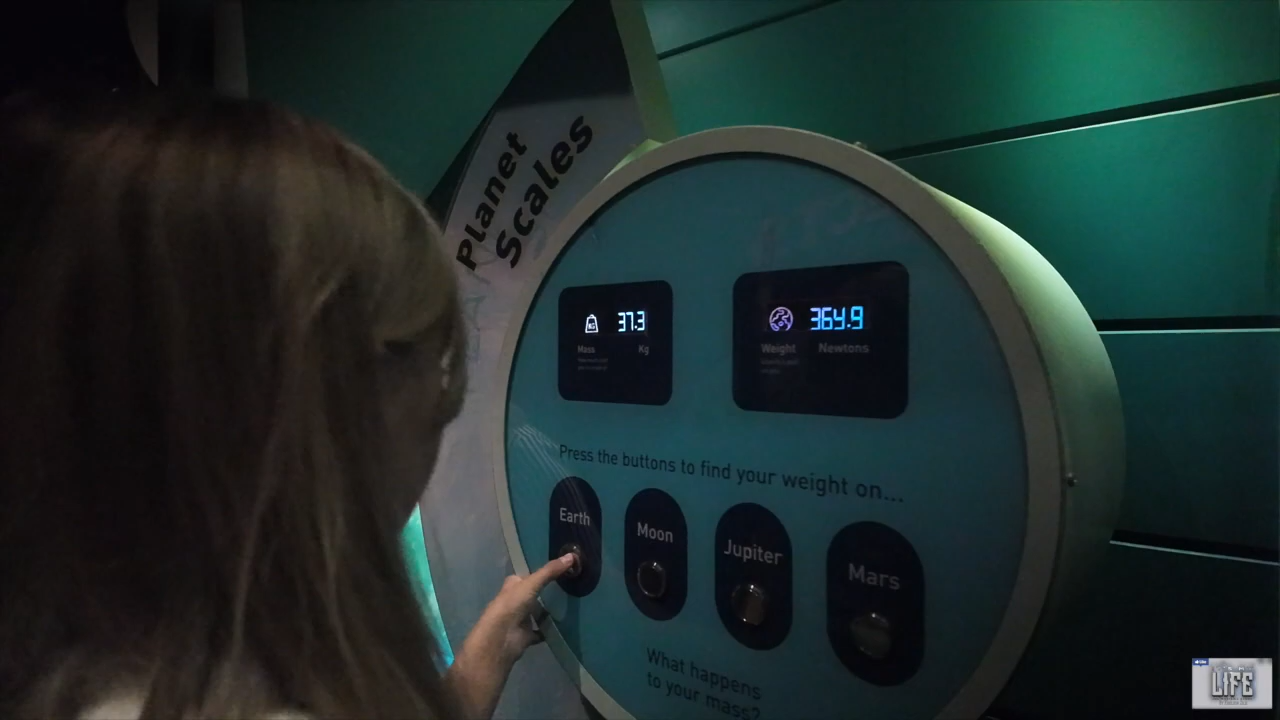 Planet
Scales
KG
37.3
Mass
Kg
364.9
Weight
Newtons
Press the buttons to find your weight on...
Earth
Moon
Jupiter
Mars
What happens
to your mass?
LIFE